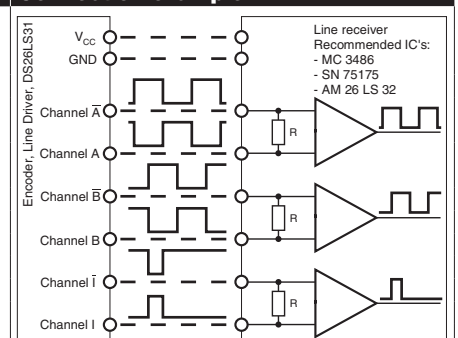 Encoder, Line Driver, DS26LS31
V_CC
GND
Channel A̅
Channel A
Channel B̅
Channel B
Channel I̅
Channel I
Line receiver
Recommended IC's:
- MC 3486
- SN 75175
- AM 26 LS 32
R
R
R